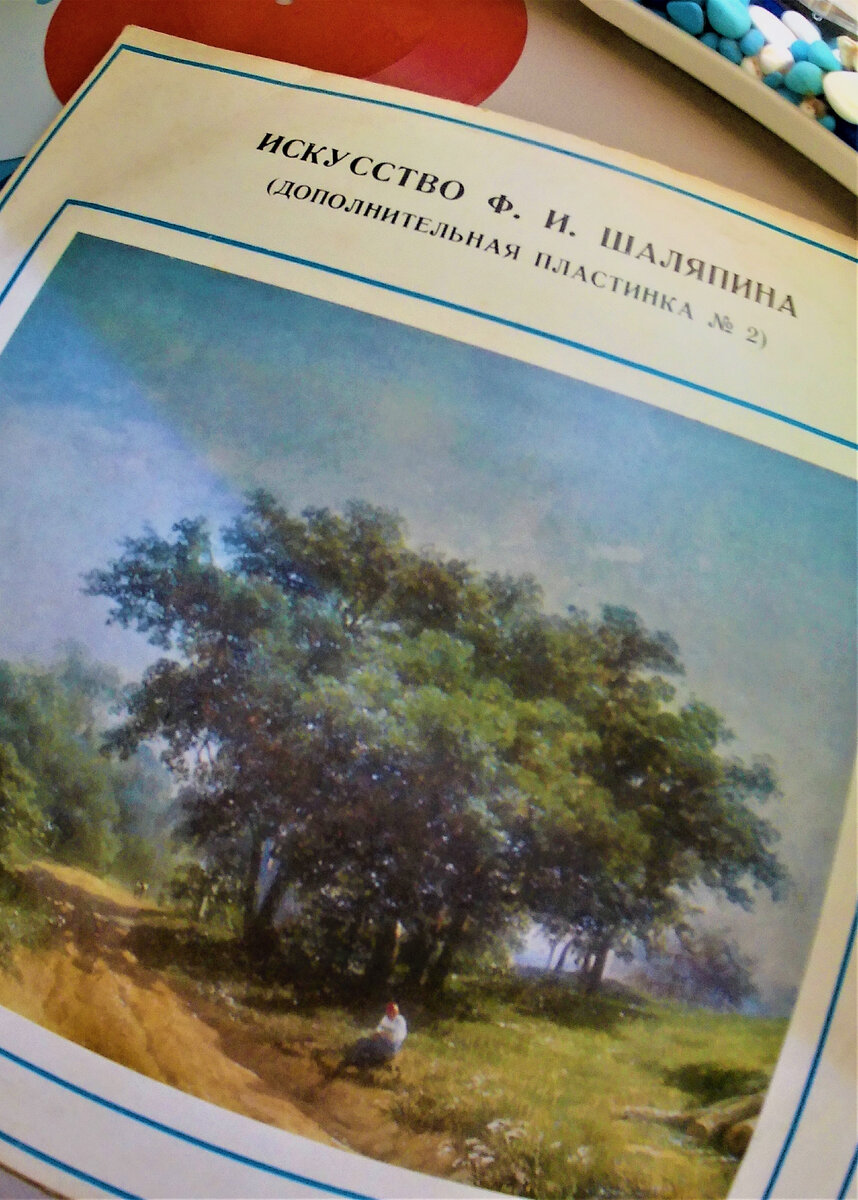 ИСКУССТВО Ф. И. ШАЛЯПИНА
(ДОПОЛНИТЕЛЬНАЯ ПЛАСТИНКА № 2)